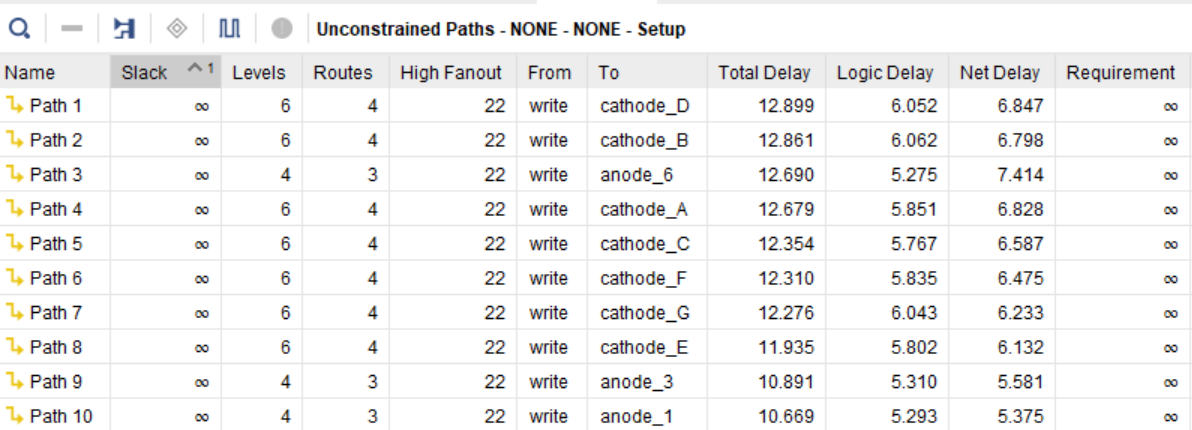 Unconstrained Paths - NONE - NONE - Setup
Name Slack ^1 Levels Routes High Fanout From To Total Delay Logic Delay Net Delay Requirement
Path 1 ∞ 6 4 22 write cathode_D 12.899 6.052 6.847 ∞
Path 2 ∞ 6 4 22 write cathode_B 12.861 6.062 6.798 ∞
Path 3 ∞ 4 3 22 write anode_6 12.690 5.275 7.414 ∞
Path 4 ∞ 6 4 22 write cathode_A 12.679 5.851 6.828 ∞
Path 5 ∞ 6 4 22 write cathode_C 12.354 5.767 6.587 ∞
Path 6 ∞ 6 4 22 write cathode_F 12.310 5.835 6.475 ∞
Path 7 ∞ 6 4 22 write cathode_G 12.276 6.043 6.233 ∞
Path 8 ∞ 6 4 22 write cathode_E 11.935 5.802 6.132 ∞
Path 9 ∞ 4 3 22 write anode_3 10.891 5.310 5.581 ∞
Path 10 ∞ 4 3 22 write anode_1 10.669 5.293 5.375 ∞